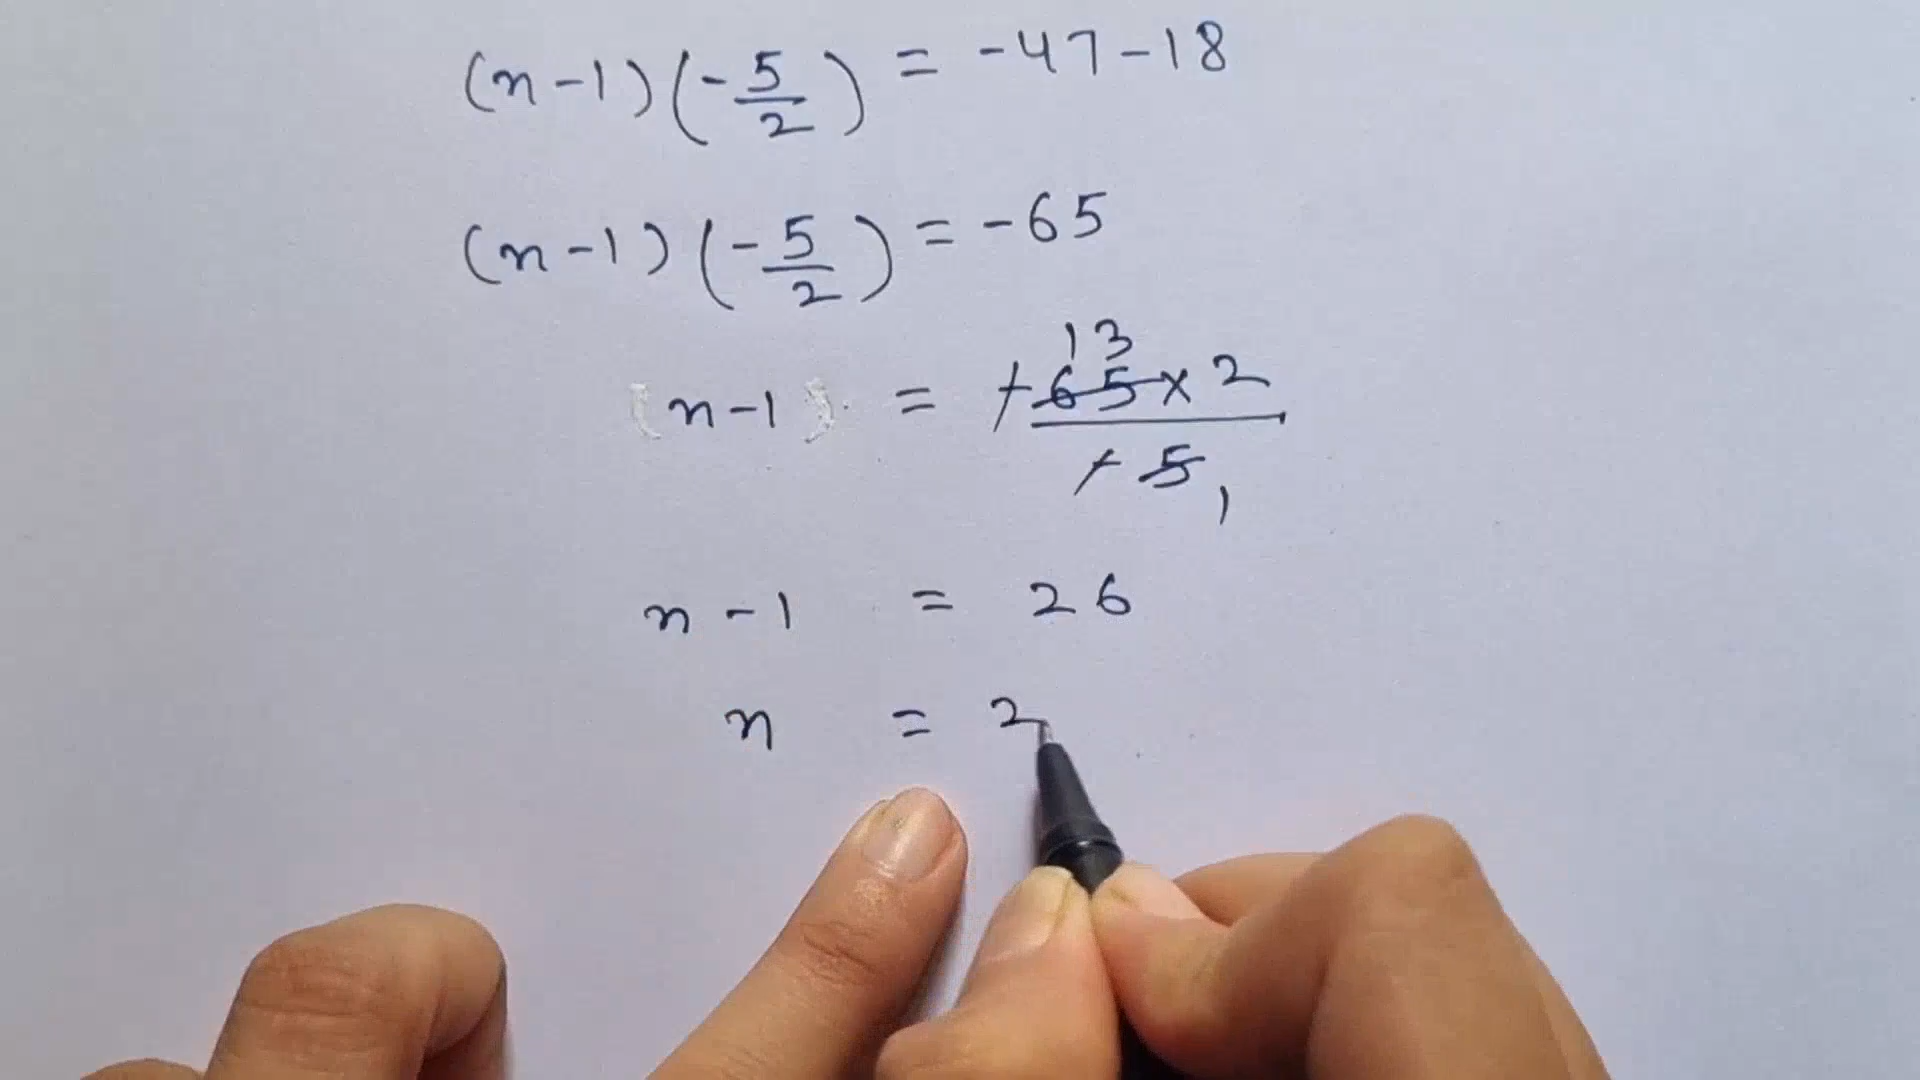 (n-1)(-5/2) = -47-18
(n-1)(-5/2) = -65
13
(n-1) = -65×2
-5 1
n-1 = 26
n = 2